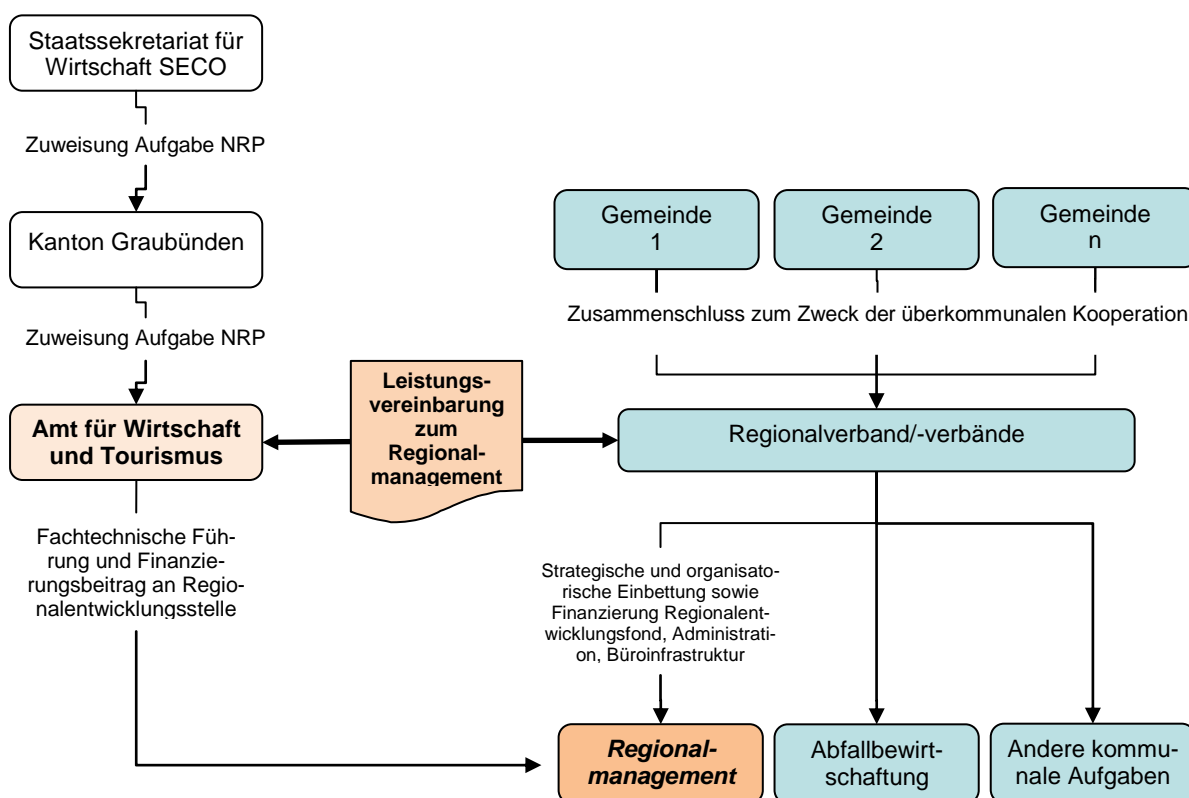 Staatssekretariat für
Wirtschaft SECO
Zuweisung Aufgabe NRP
Kanton Graubünden
Zuweisung Aufgabe NRP
Amt für Wirtschaft
und Tourismus
Fachtechnische Füh-
rung und Finanzie-
rungsbeitrag an Regio-
nalentwicklungsstelle
Leistungs-
vereinbarung
zum
Regional-
management
Gemeinde
1
Gemeinde
2
Gemeinde
n
Zusammenschluss zum Zweck der überkommunalen Kooperation
Regionalverband/-verbände
Strategische und organisato-
rische Einbettung sowie
Finanzierung Regionalent-
wicklungsfond, Administrati-
on, Büroinfrastruktur
Regional-
management
Abfallbewirt-
schaftung
Andere kommu-
nale Aufgaben